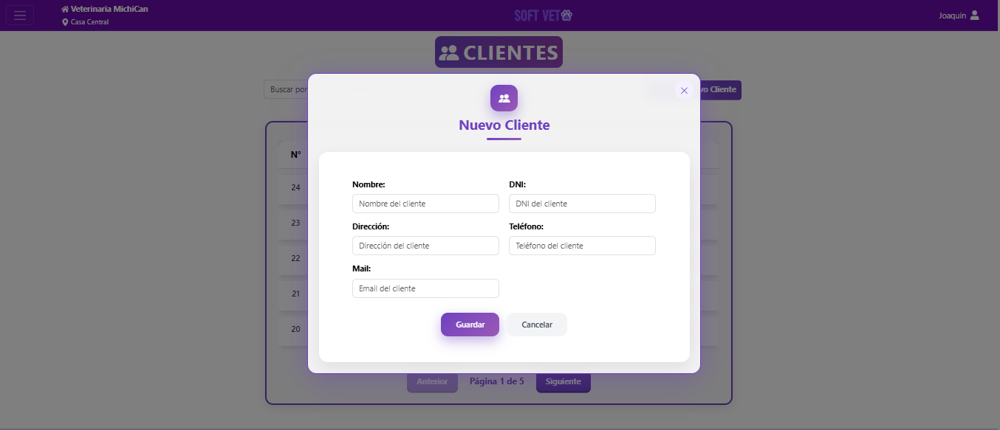 Veterinaria MichiCan
Casa Central
SOFT VET
Joaquin
CLIENTES
Buscar por
Cliente
Nuevo Cliente
N°
24
23
22
21
20
Nombre:
DNI:
Nombre del cliente
DNI del cliente
Dirección:
Teléfono:
Dirección del cliente
Teléfono del cliente
Mail:
Email del cliente
Guardar
Cancelar
Anterior
Página 1 de 5
Siguiente